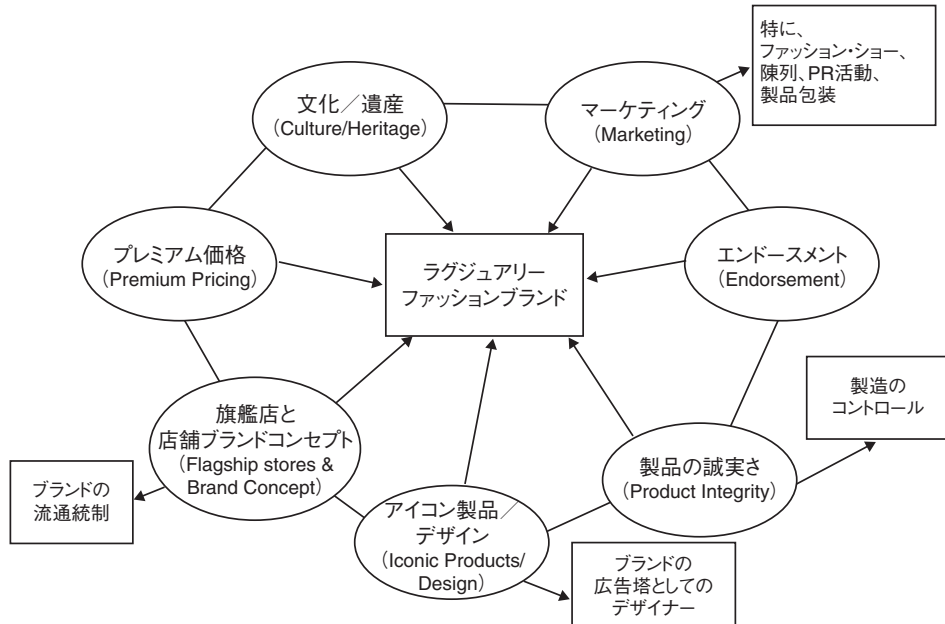 特に、
ファッション・ショー、
陳列、PR活動、
製品包装
文化／遺産
（Culture/Heritage）
マーケティング
（Marketing）
プレミアム価格
（Premium Pricing）
ラグジュアリー
ファッションブランド
エンドースメント
（Endorsement）
旗艦店と
店舗ブランドコンセプト
（Flagship stores &
Brand Concept）
製造の
コントロール
製品の誠実さ
（Product Integrity）
ブランドの
流通統制
アイコン製品／
デザイン
（Iconic Products/
Design）
ブランドの
広告塔としての
デザイナー